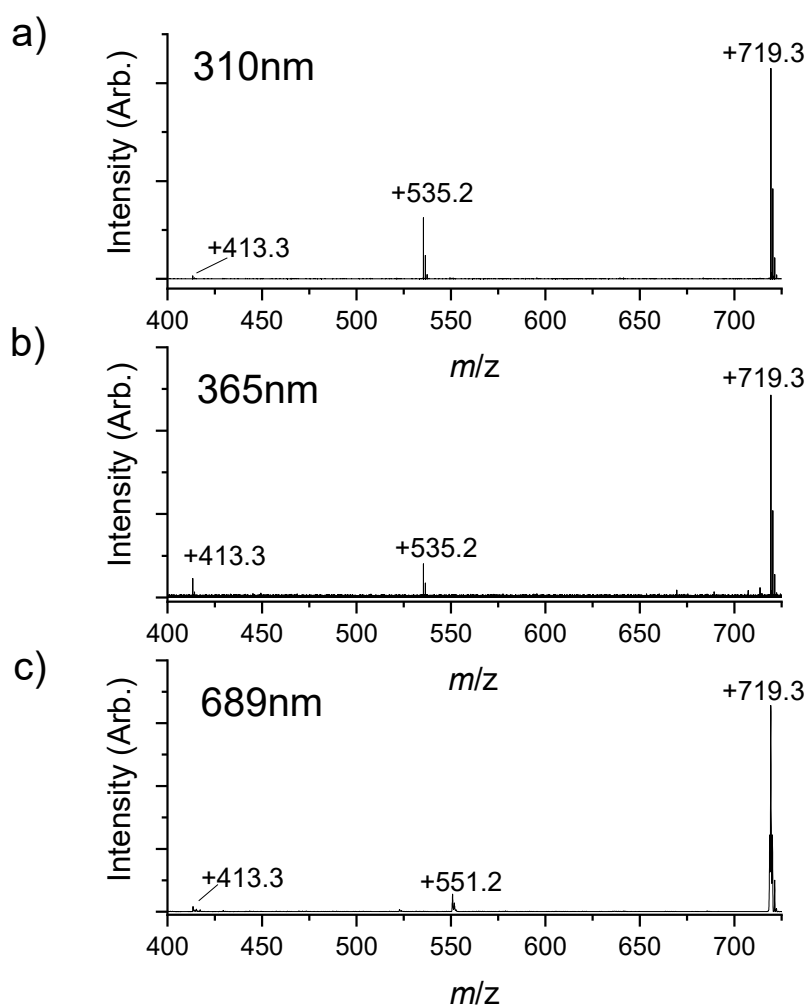 a)
310nm
+719.3
+535.2
+413.3
Intensity (Arb.)
400 450 500 550 600 650 700
m/z
b)
365nm
+719.3
+413.3
+535.2
Intensity (Arb.)
400 450 500 550 600 650 700
m/z
c)
689nm
+719.3
+413.3
+551.2
Intensity (Arb.)
400 450 500 550 600 650 700
m/z